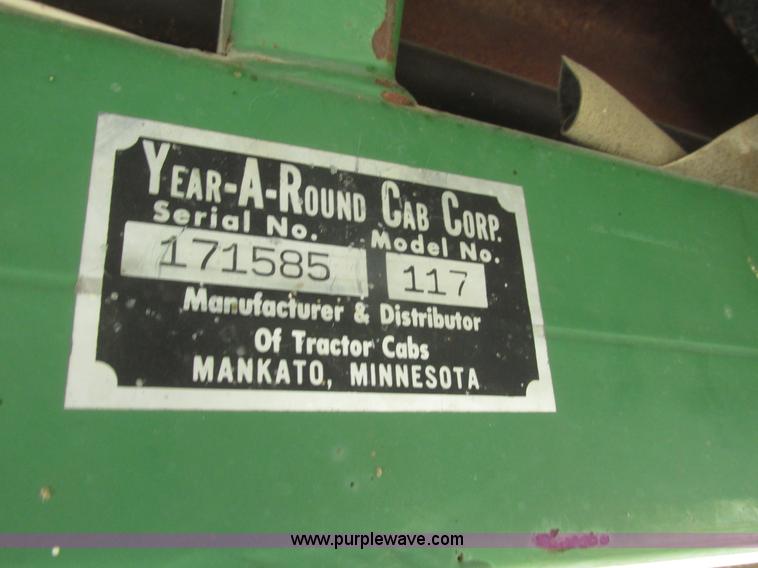 YEAR-A-ROUND CAB CORP.
Serial No. Model No.
171585 117
Manufacturer & Distributor
Of Tractor Cabs
MANKATO, MINNESOTA
www.purplewave.com